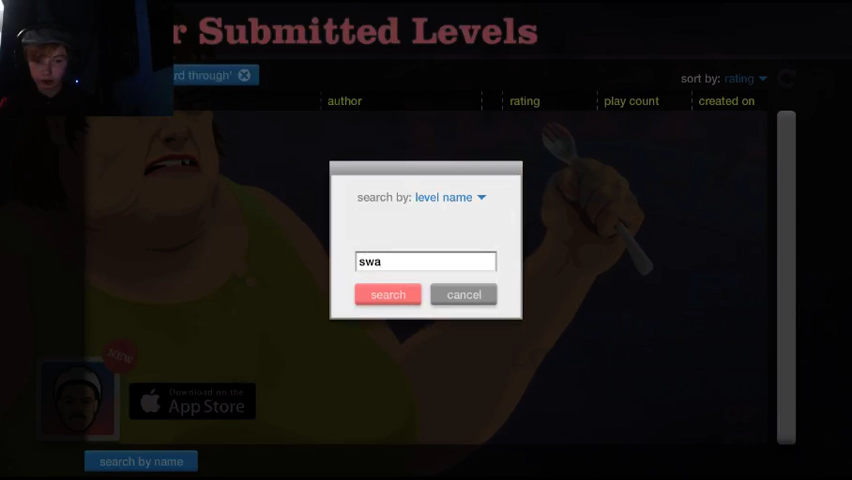 r Submitted Levels
rd through'
sort by: rating
author
rating
play count
created on
search by: level name
swa
search
cancel
NEW
Download on the
App Store
search by name